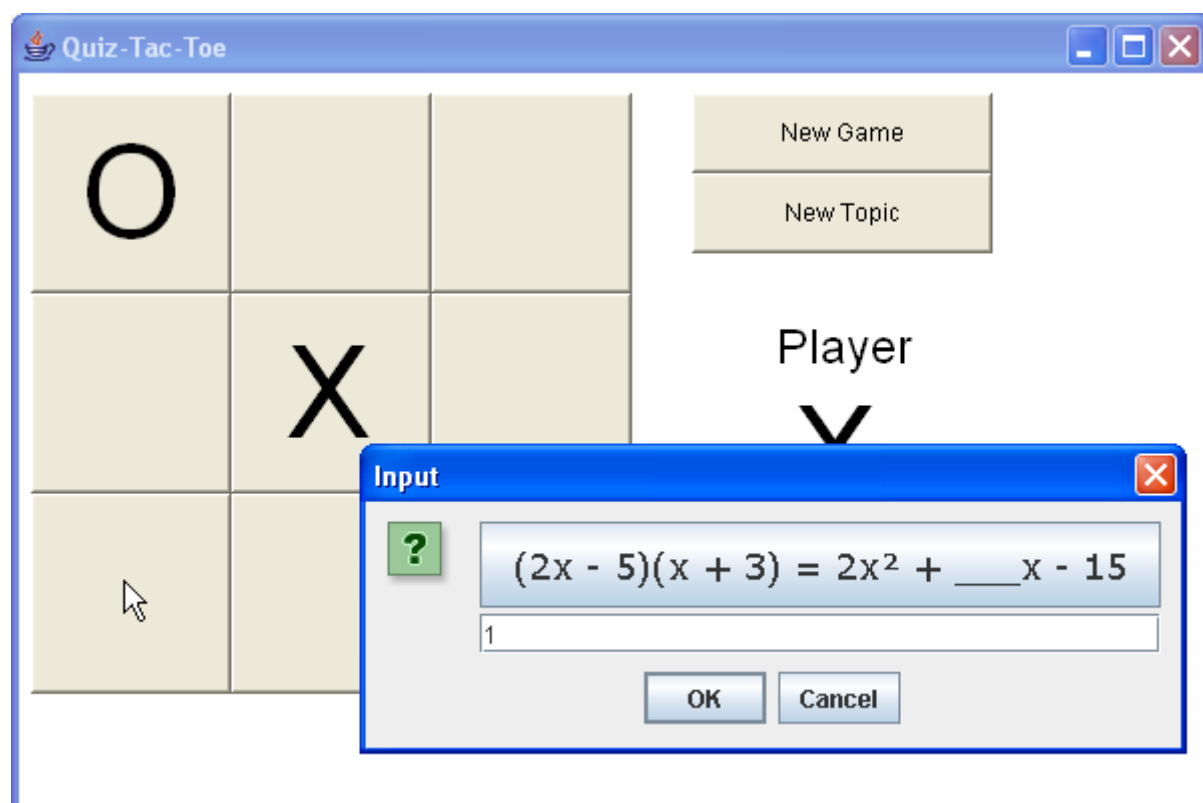 Quiz-Tac-Toe
O
New Game
New Topic
X
Player
X
Input
?
(2x - 5)(x + 3) = 2x² + ___x - 15
1
OK
Cancel